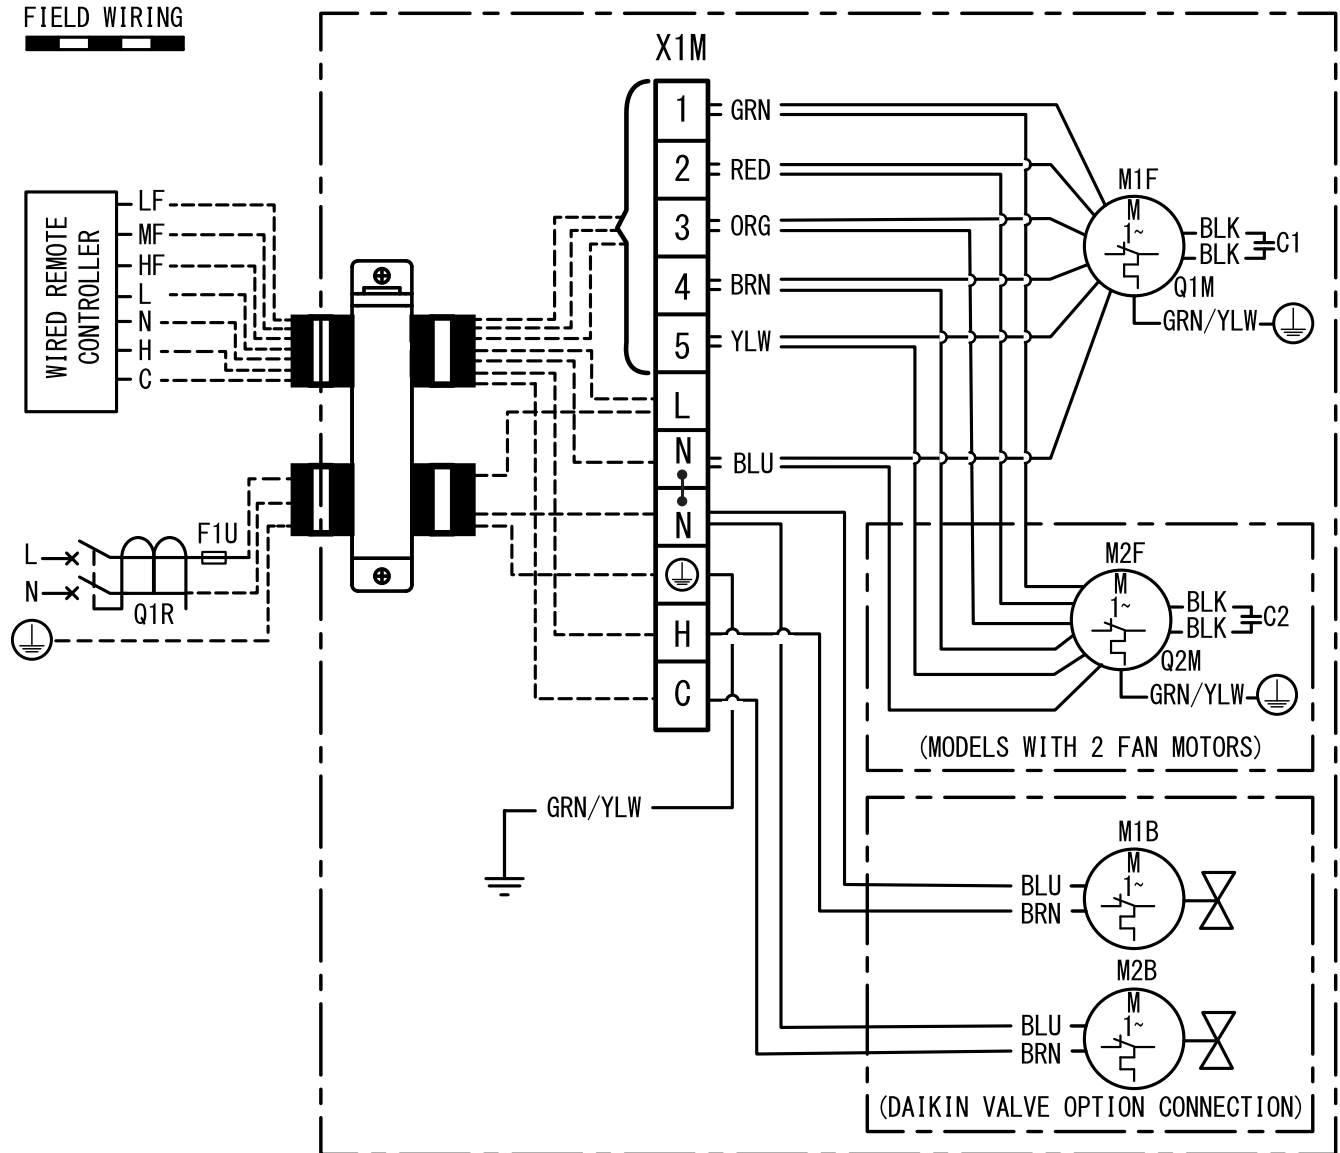 FIELD WIRING
X1M
WIRED REMOTE
CONTROLLER
LF
MF
HF
L
N
H
C
L
N
Q1R
F1U
1
2
3
4
5
L
N
N
H
C
GRN
RED
ORG
BRN
YLW
BLU
M1F
M
1~
Q1M
BLK
BLK
C1
GRN/YLW
M2F
M
1~
Q2M
BLK
BLK
C2
GRN/YLW
(MODELS WITH 2 FAN MOTORS)
GRN/YLW
M1B
M
1~
BLU
BRN
M2B
M
1~
BLU
BRN
(DAIKIN VALVE OPTION CONNECTION)